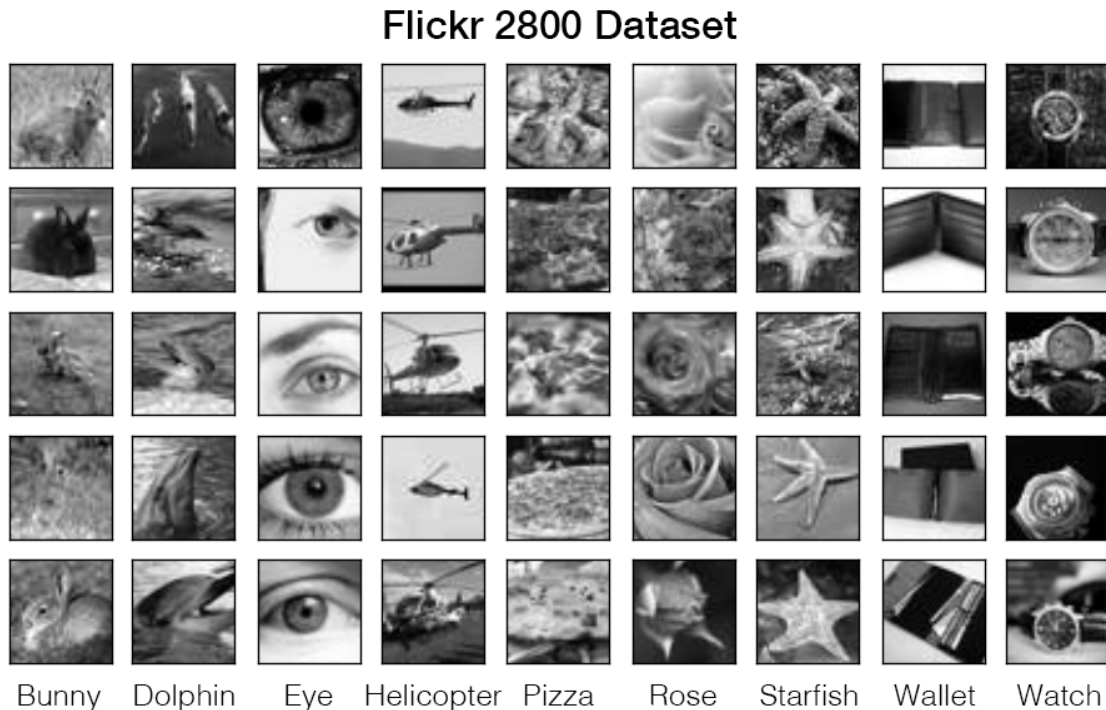 Flickr 2800 Dataset
Bunny Dolphin Eye Helicopter Pizza Rose Starfish Wallet Watch